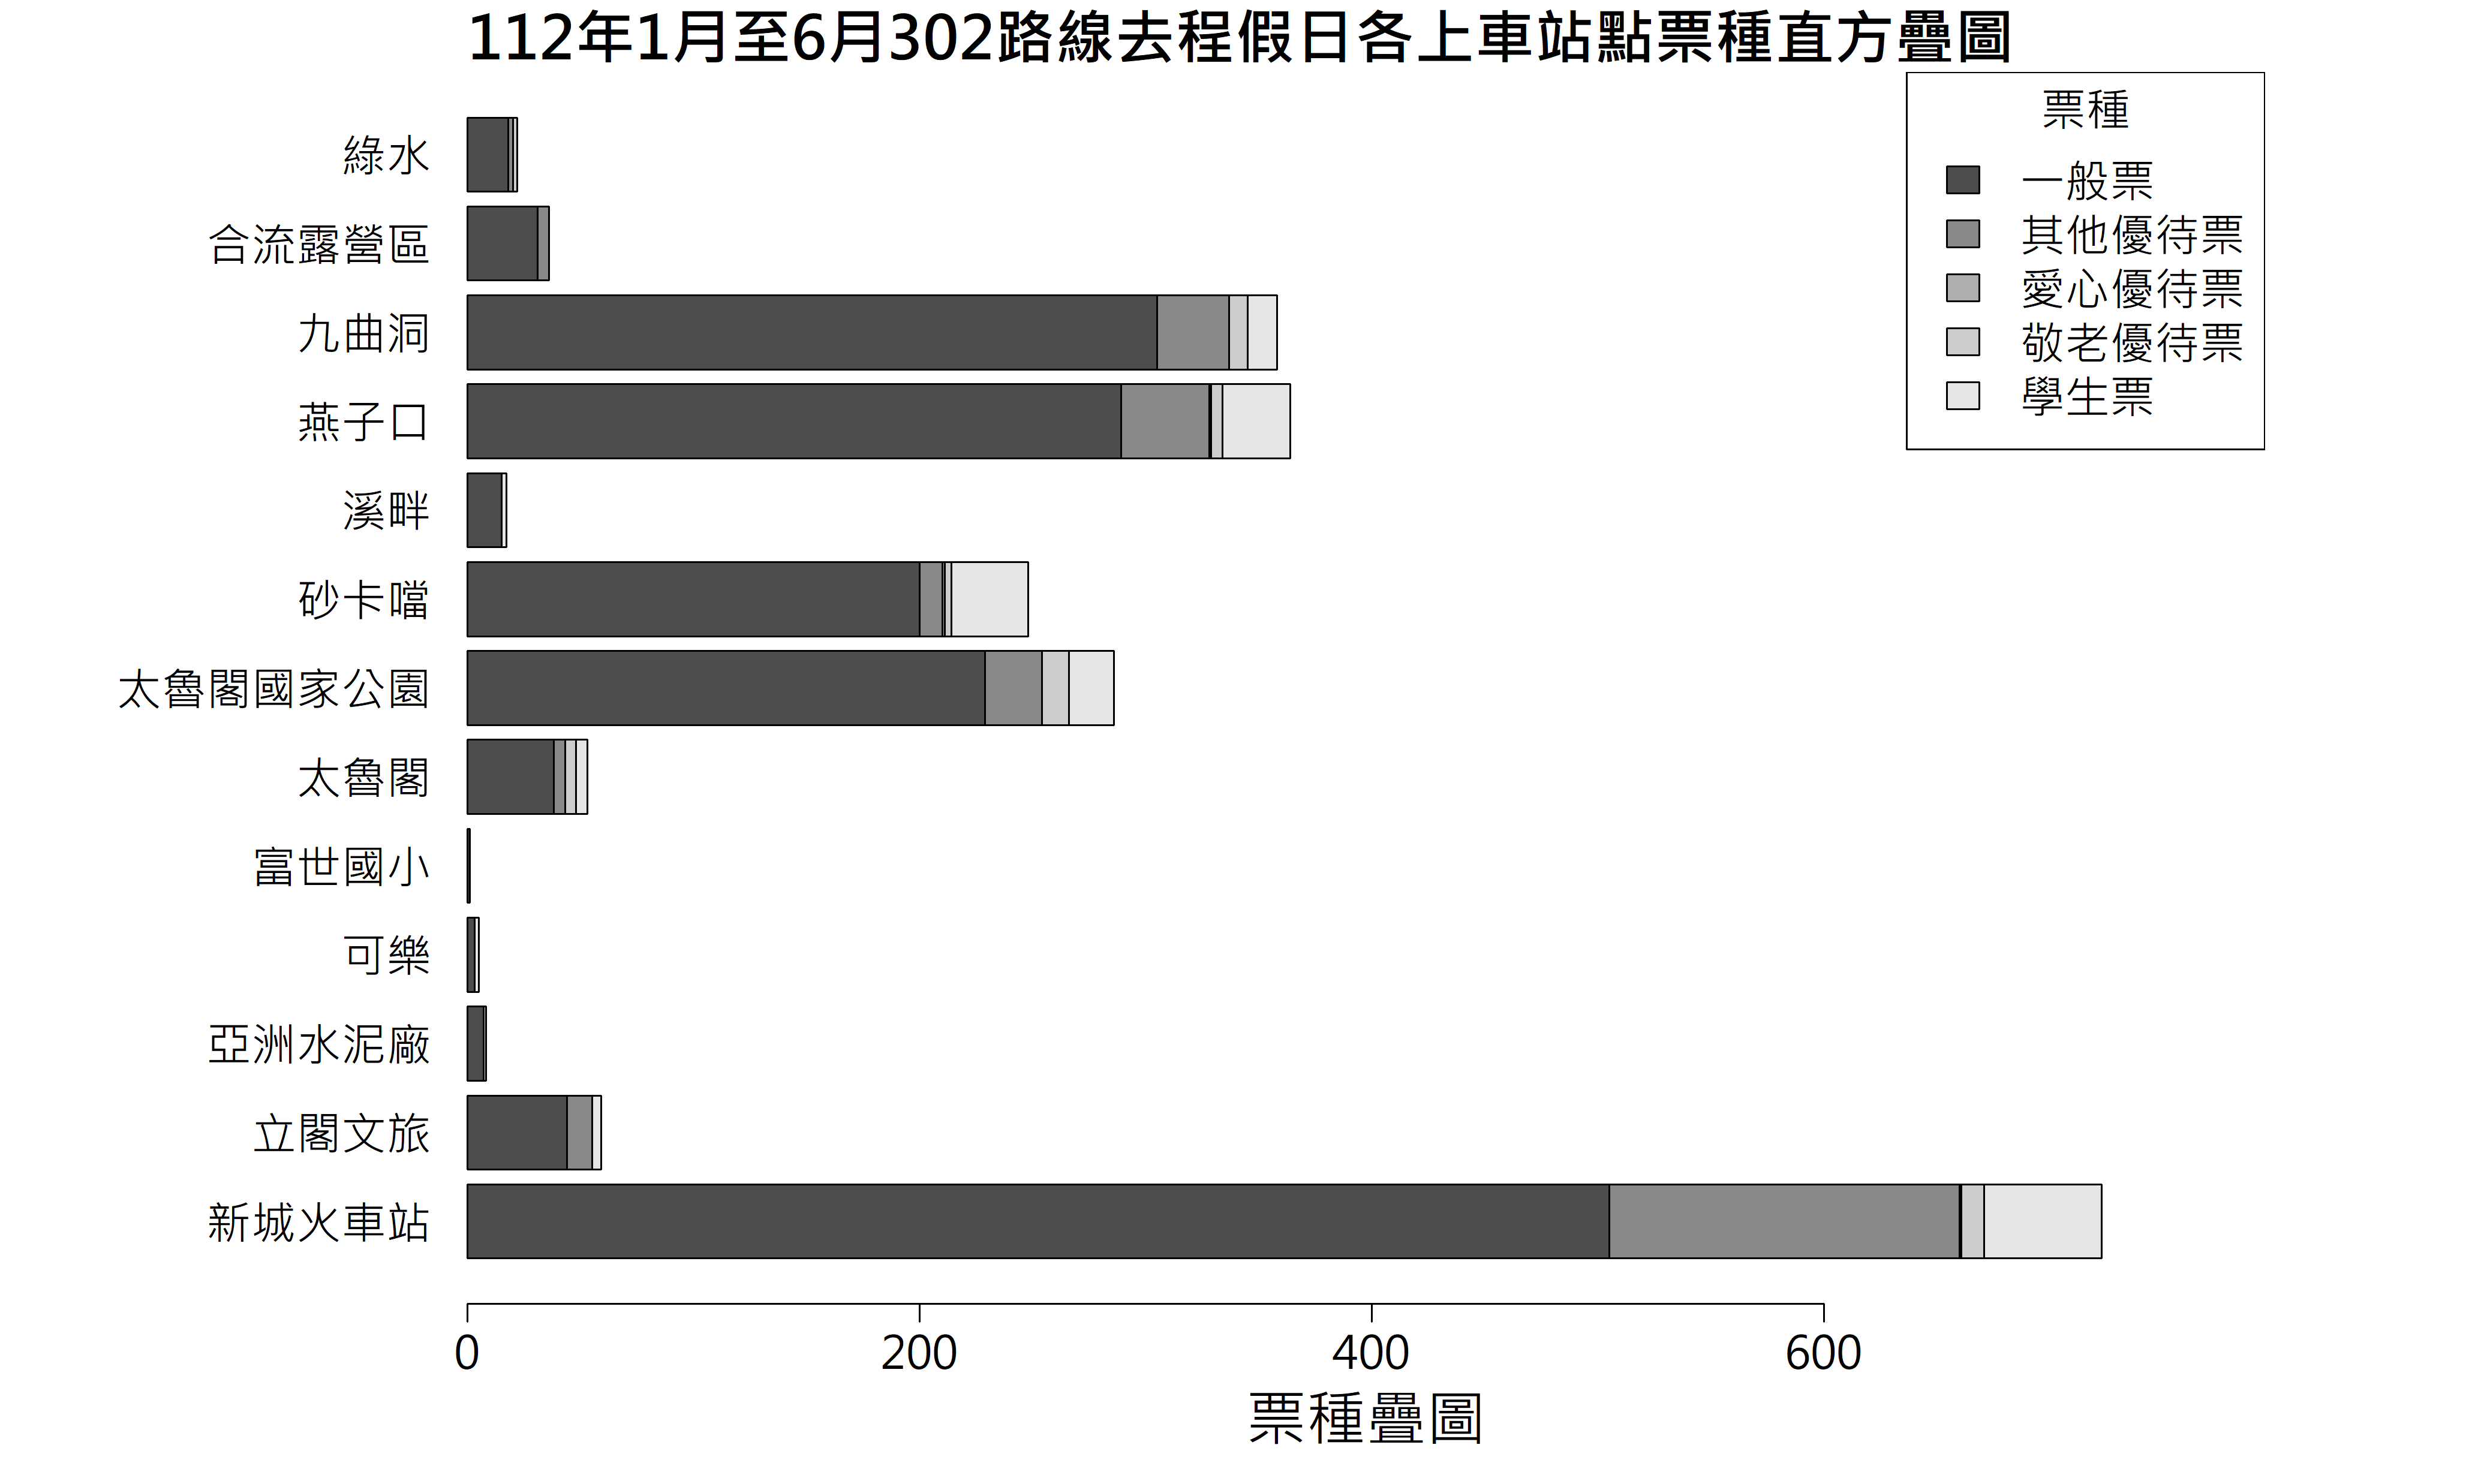 112年1月至6月302路線去程假日各上車站點票種直方疊圖
票種
一般票
其他優待票
愛心優待票
敬老優待票
學生票
綠水
合流露營區
九曲洞
燕子口
溪畔
砂卡噹
太魯閣國家公園
太魯閣
富世國小
可樂
亞洲水泥廠
立閣文旅
新城火車站
0 200 400 600
票種疊圖